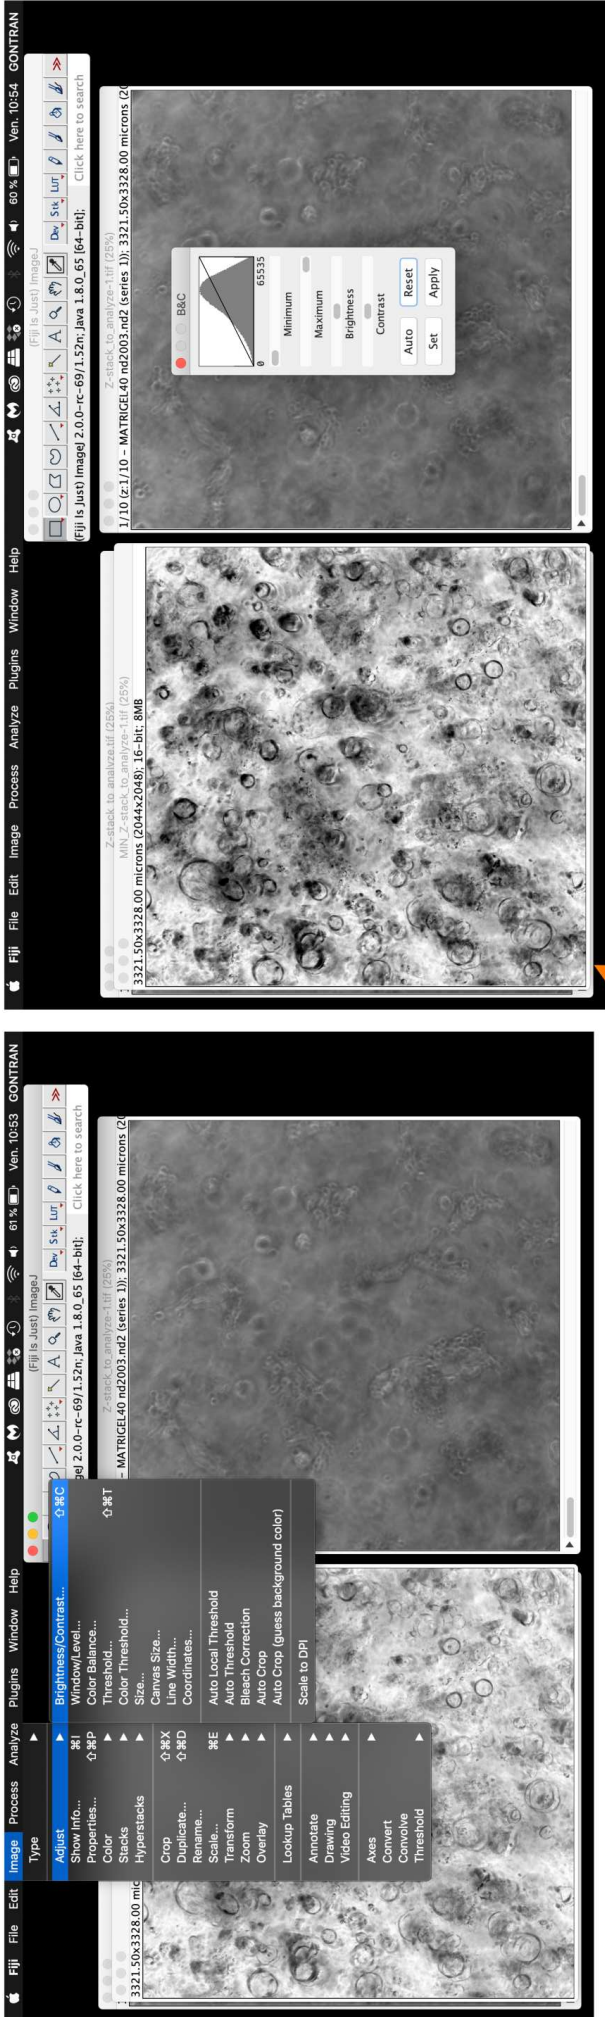 Fiji File Edit Image Process Analyze Plugins Window Help
61% Ven. 10:53 GONTRAN
(Fiji Is Just) ImageJ
Dev Stk LUT
geJ 2.0.0-rc-69/1.52n; Java 1.8.0_65 [64-bit];
Click here to search
Type
Adjust
Show Info... ⌘I
Properties... ⇧⌘P
Color
Stacks
Hyperstacks
Crop ⇧⌘X
Duplicate... ⇧⌘D
Rename...
Scale... ⌘E
Transform
Zoom
Overlay
Lookup Tables
Annotate
Drawing
Video Editing
Axes
Convert
Convolve
Threshold
Brightness/Contrast... ⇧⌘C
Window/Level...
Color Balance...
Threshold... ⇧⌘T
Color Threshold...
Size...
Canvas Size...
Line Width...
Coordinates...
Auto Local Threshold
Auto Threshold
Bleach Correction
Auto Crop
Auto Crop (guess background color)
Scale to DPI
Z-stack_to_analyze-1.tif (25%)
– MATRIGEL40 nd2003.nd2 (series 1)); 3321.50x3328.00 microns (20
3321.50x3328.00 mic
Fiji File Edit Image Process Analyze Plugins Window Help
60% Ven. 10:54 GONTRAN
(Fiji Is Just) ImageJ
Dev Stk LUT
(Fiji Is Just) ImageJ 2.0.0-rc-69/1.52n; Java 1.8.0_65 [64-bit];
Click here to search
Z-stack_to_analyze.tif (25%)
MIN_Z-stack_to_analyze-1.tif (25%)
3321.50x3328.00 microns (2044x2048); 16-bit; 8MB
Z-stack_to_analyze-1.tif (25%)
1/10 (z:1/10 – MATRIGEL40 nd2003.nd2 (series 1)); 3321.50x3328.00 microns (20
B&C
0 65535
Minimum
Maximum
Brightness
Contrast
Auto Reset
Set Apply